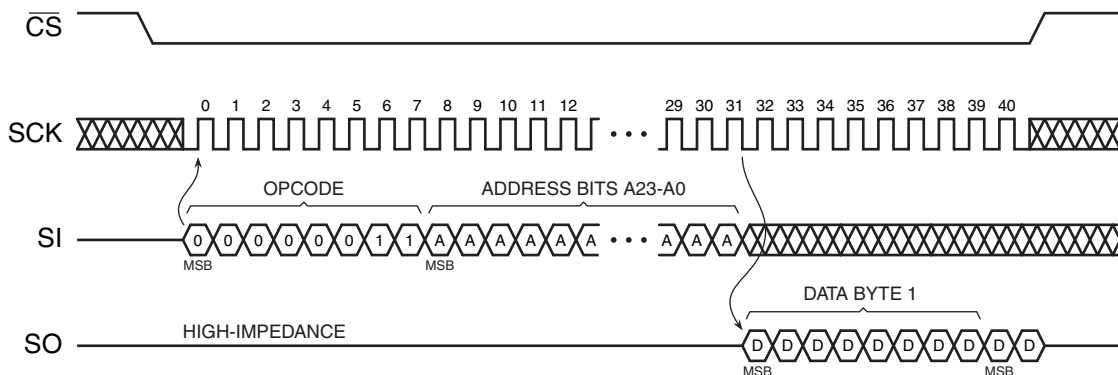 CS
0 1 2 3 4 5 6 7 8 9 10 11 12 29 30 31 32 33 34 35 36 37 38 39 40
SCK
OPCODE ADDRESS BITS A23-A0
SI 0 0 0 0 0 0 1 1 A A A A A A A A A
MSB MSB
DATA BYTE 1
HIGH-IMPEDANCE
SO D D D D D D D D D D
MSB MSB